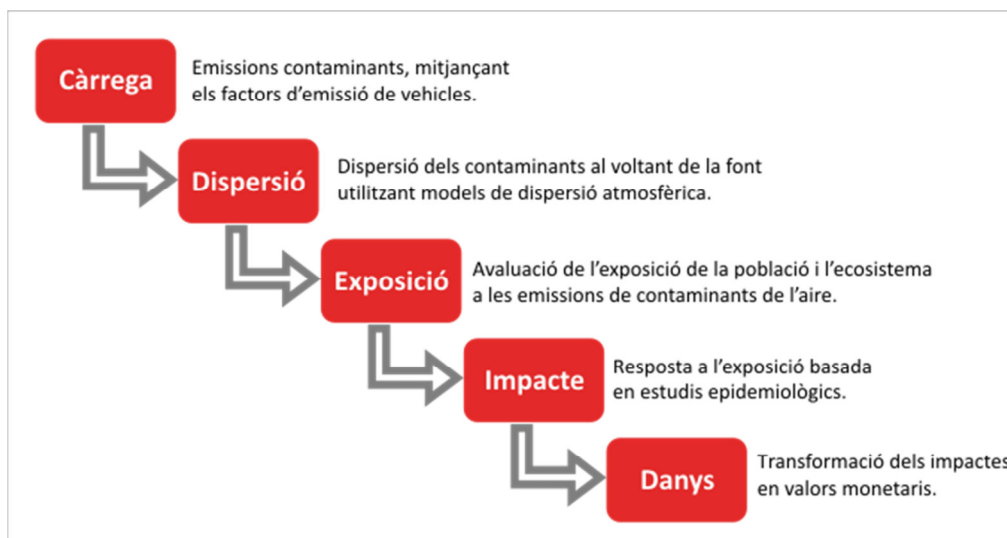 Càrrega
Emissions contaminants, mitjançant
els factors d’emissió de vehicles.
Dispersió
Dispersió dels contaminants al voltant de la font
utilitzant models de dispersió atmosfèrica.
Exposició
Avaluació de l’exposició de la població i l’ecosistema
a les emissions de contaminants de l’aire.
Impacte
Resposta a l’exposició basada
en estudis epidemiològics.
Danys
Transformació dels impactes
en valors monetaris.